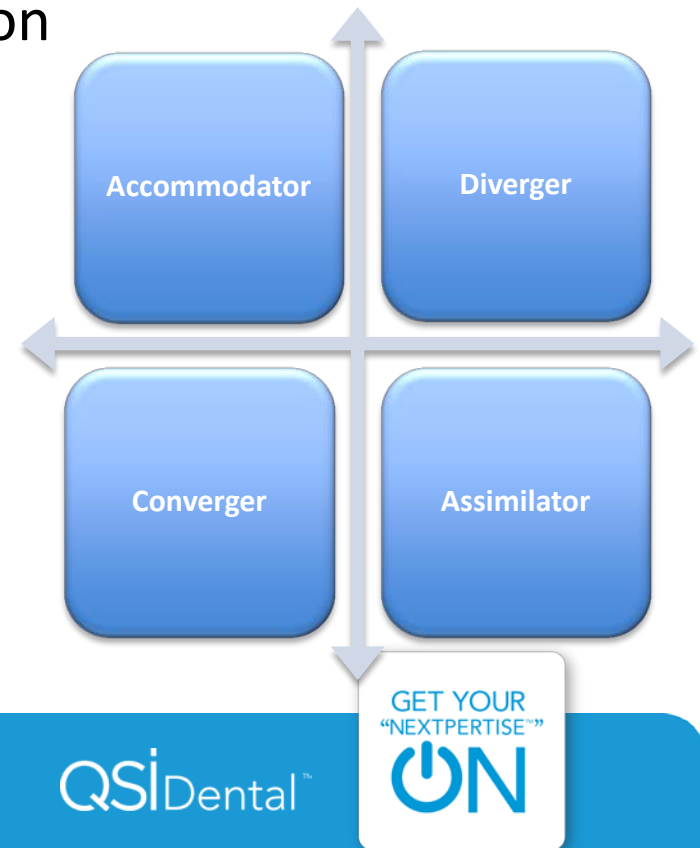 on
Accommodator
Diverger
Converger
Assimilator
GET YOUR
“NEXTPERTISE™”
ON
QSIDental™